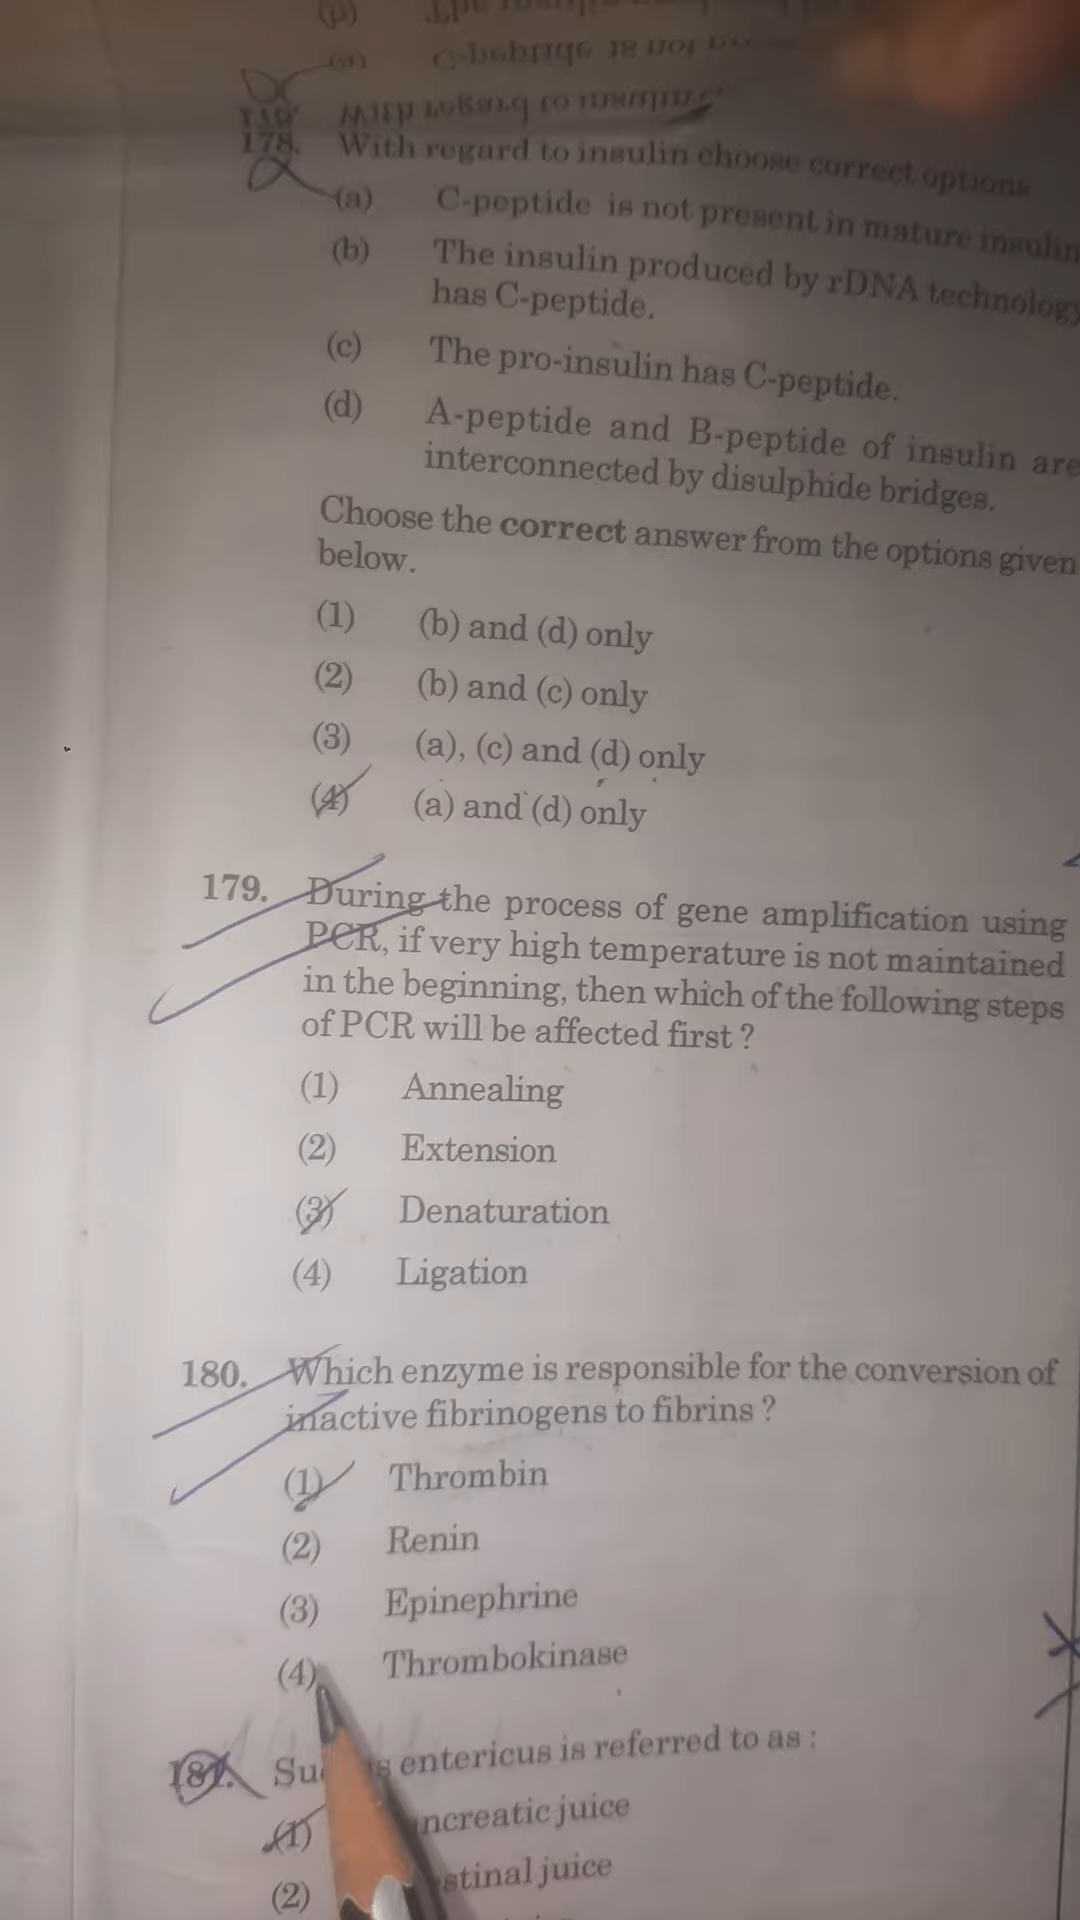 178. With regard to insulin choose correct options
(a) C-peptide is not present in mature insulin
(b) The insulin produced by rDNA technology
has C-peptide.
(c) The pro-insulin has C-peptide.
(d) A-peptide and B-peptide of insulin are
interconnected by disulphide bridges.
Choose the correct answer from the options given
below.
(1) (b) and (d) only
(2) (b) and (c) only
(3) (a), (c) and (d) only
(4) (a) and (d) only
179. During the process of gene amplification using
PCR, if very high temperature is not maintained
in the beginning, then which of the following steps
of PCR will be affected first ?
(1) Annealing
(2) Extension
(3) Denaturation
(4) Ligation
180. Which enzyme is responsible for the conversion of
inactive fibrinogens to fibrins ?
(1) Thrombin
(2) Renin
(3) Epinephrine
(4) Thrombokinase
181. entericus is referred to as :
(1) juice
(2) juice